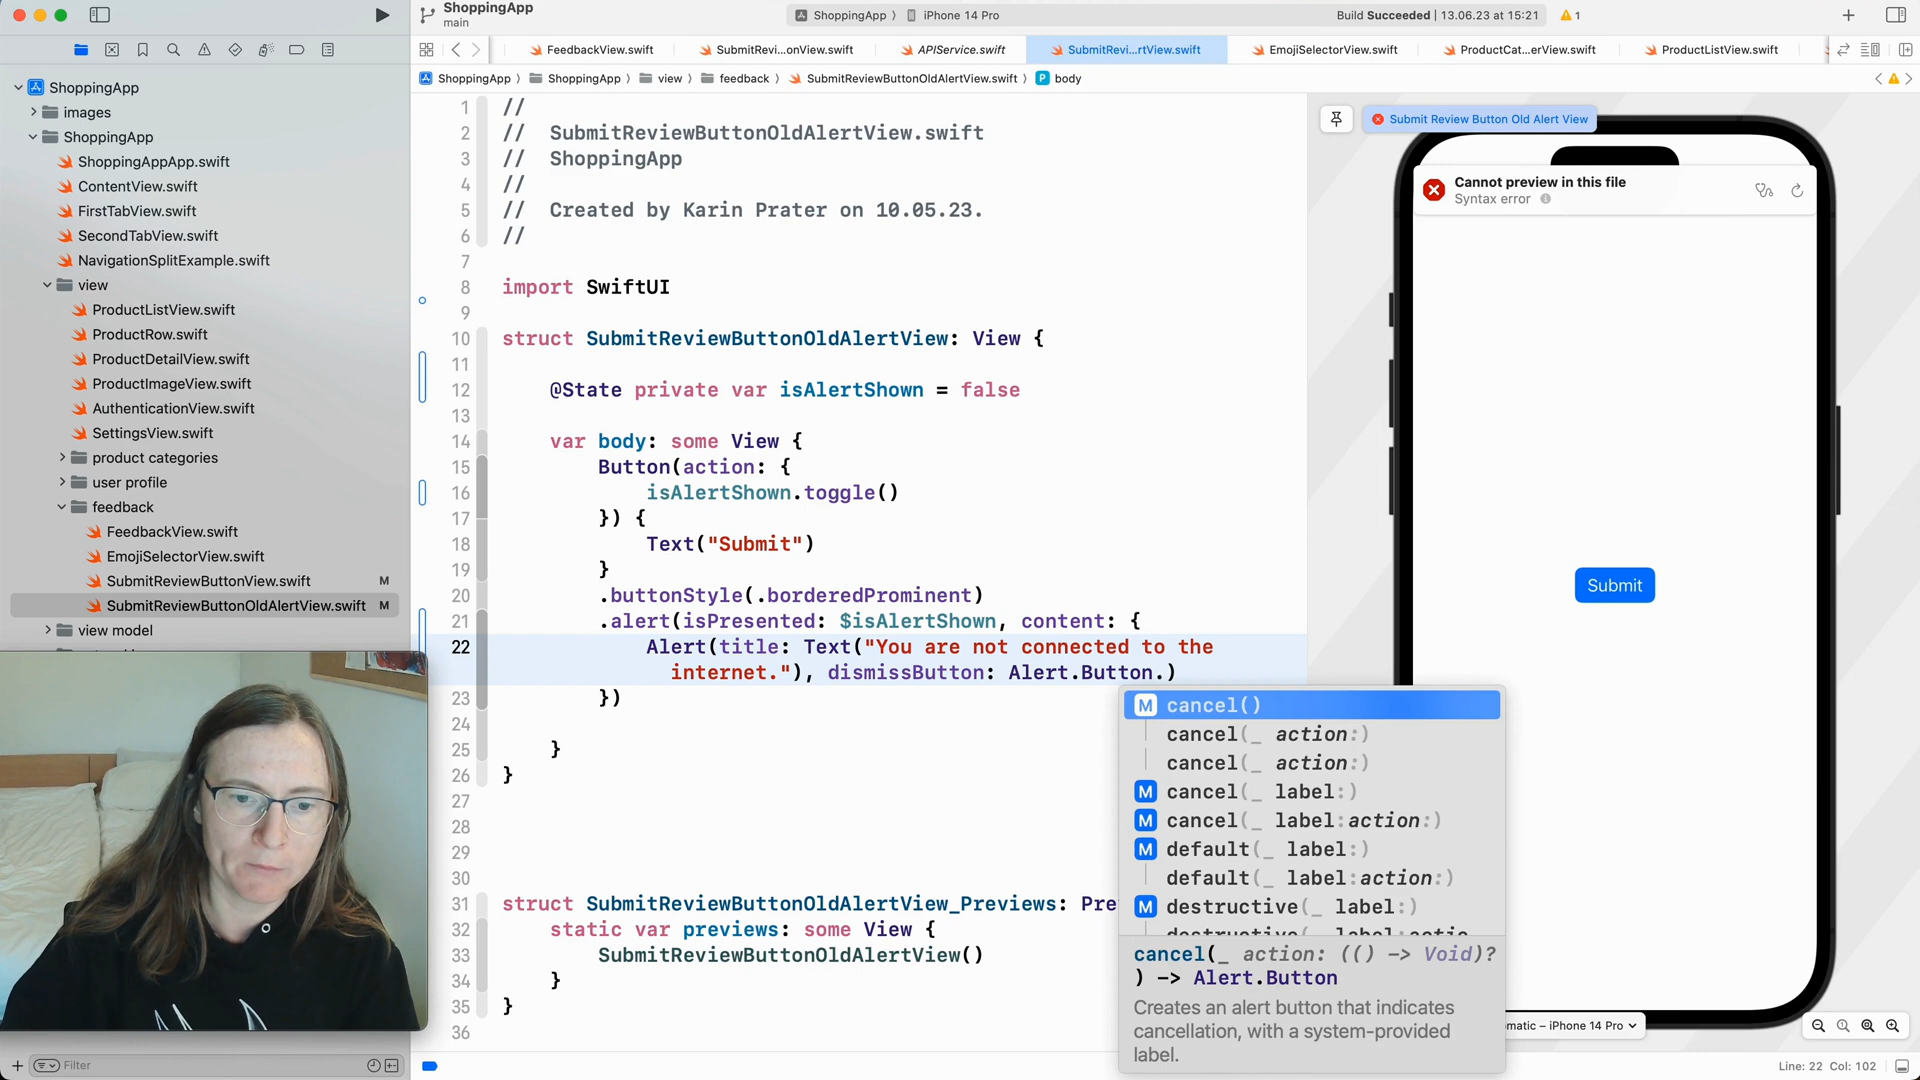 ShoppingApp
main
ShoppingApp
iPhone 14 Pro
Build Succeeded | 13.06.23 at 15:21
1
FeedbackView.swift
SubmitRevi...onView.swift
APIService.swift
SubmitRevi...rtView.swift
EmojiSelectorView.swift
ProductCat...erView.swift
ProductListView.swift
ShoppingApp
ShoppingApp
view
feedback
SubmitReviewButtonOldAlertView.swift
P body
ShoppingApp
images
ShoppingApp
ShoppingAppApp.swift
ContentView.swift
FirstTabView.swift
SecondTabView.swift
NavigationSplitExample.swift
view
ProductListView.swift
ProductRow.swift
ProductDetailView.swift
ProductImageView.swift
AuthenticationView.swift
SettingsView.swift
product categories
user profile
feedback
FeedbackView.swift
EmojiSelectorView.swift
SubmitReviewButtonView.swift M
SubmitReviewButtonOldAlertView.swift M
view model
Filter
1 //
2 // SubmitReviewButtonOldAlertView.swift
3 // ShoppingApp
4 //
5 // Created by Karin Prater on 10.05.23.
6 //
7
8 import SwiftUI
9
10 struct SubmitReviewButtonOldAlertView: View {
11
12 @State private var isAlertShown = false
13
14 var body: some View {
15 Button(action: {
16 isAlertShown.toggle()
17 }) {
18 Text("Submit")
19 }
20 .buttonStyle(.borderedProminent)
21 .alert(isPresented: $isAlertShown, content: {
22 Alert(title: Text("You are not connected to the
internet."), dismissButton: Alert.Button.)
23 })
24
25 }
26 }
27
28
29
30
31 struct SubmitReviewButtonOldAlertView_Previews: Pre
32 static var previews: some View {
33 SubmitReviewButtonOldAlertView()
34 }
35 }
36
M cancel()
cancel(_ action:)
cancel(_ action:)
M cancel(_ label:)
M cancel(_ label:action:)
M default(_ label:)
default(_ label:action:)
M destructive(_ label:)
destructive(_ label:actio
cancel(_ action: (() -> Void)?
) -> Alert.Button
Creates an alert button that indicates
cancellation, with a system-provided
label.
Submit Review Button Old Alert View
Cannot preview in this file
Syntax error
Submit
matic – iPhone 14 Pro
Line: 22 Col: 102